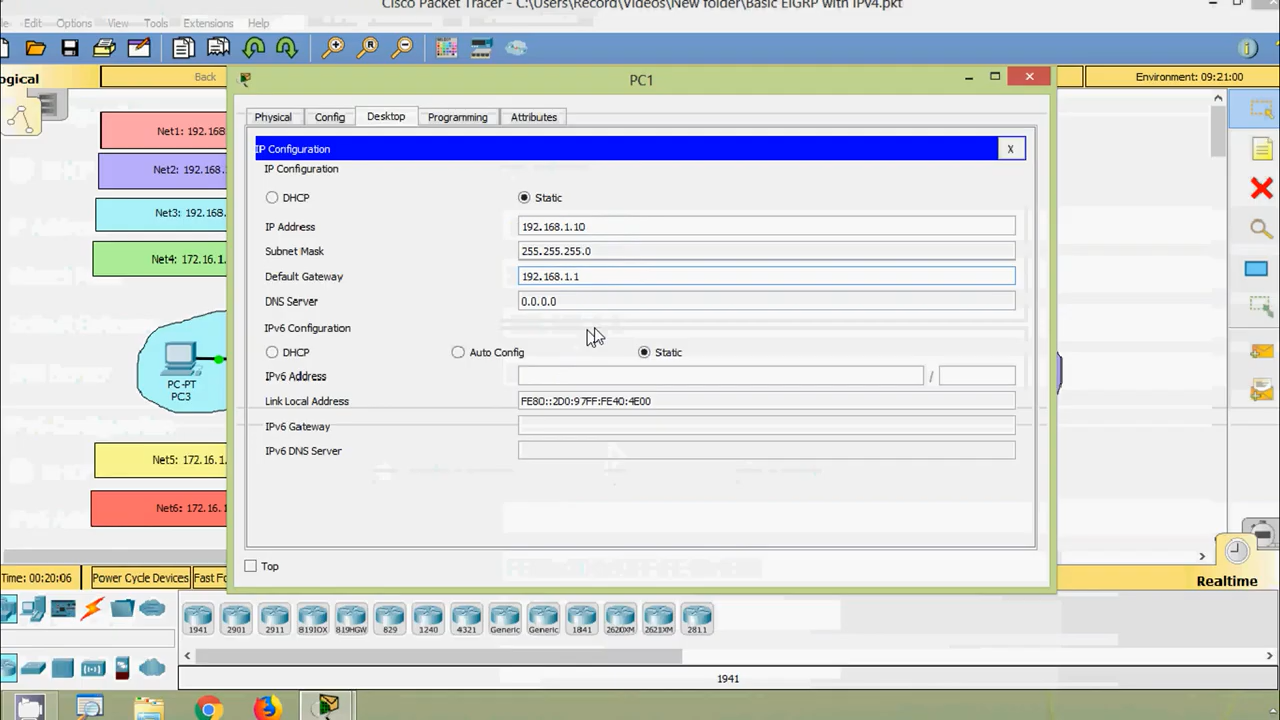 Cisco Packet Tracer - C:\Users\Record\Videos\New folder\Basic EIGRP with IPv4.pkt
Edit Options View Tools Extensions Help
ogical
Back
Environment: 09:21:00
PC1
Physical Config Desktop Programming Attributes
IP Configuration X
IP Configuration
DHCP Static
IP Address 192.168.1.10
Subnet Mask 255.255.255.0
Default Gateway 192.168.1.1
DNS Server 0.0.0.0
IPv6 Configuration
DHCP Auto Config Static
IPv6 Address /
Link Local Address FE80::2D0:97FF:FE40:4E00
IPv6 Gateway
IPv6 DNS Server
Top
Net1: 192.168.
Net2: 192.168.
Net3: 192.168.
Net4: 172.16.1.
PC-PT
PC3
Net5: 172.16.1.
Net6: 172.16.1
Time: 00:20:06 Power Cycle Devices Fast Fo
Realtime
1941 2901 2911 819IOX 819HGW 829 1240 4321 Generic Generic 1841 2620XM 2621XM 2811
1941